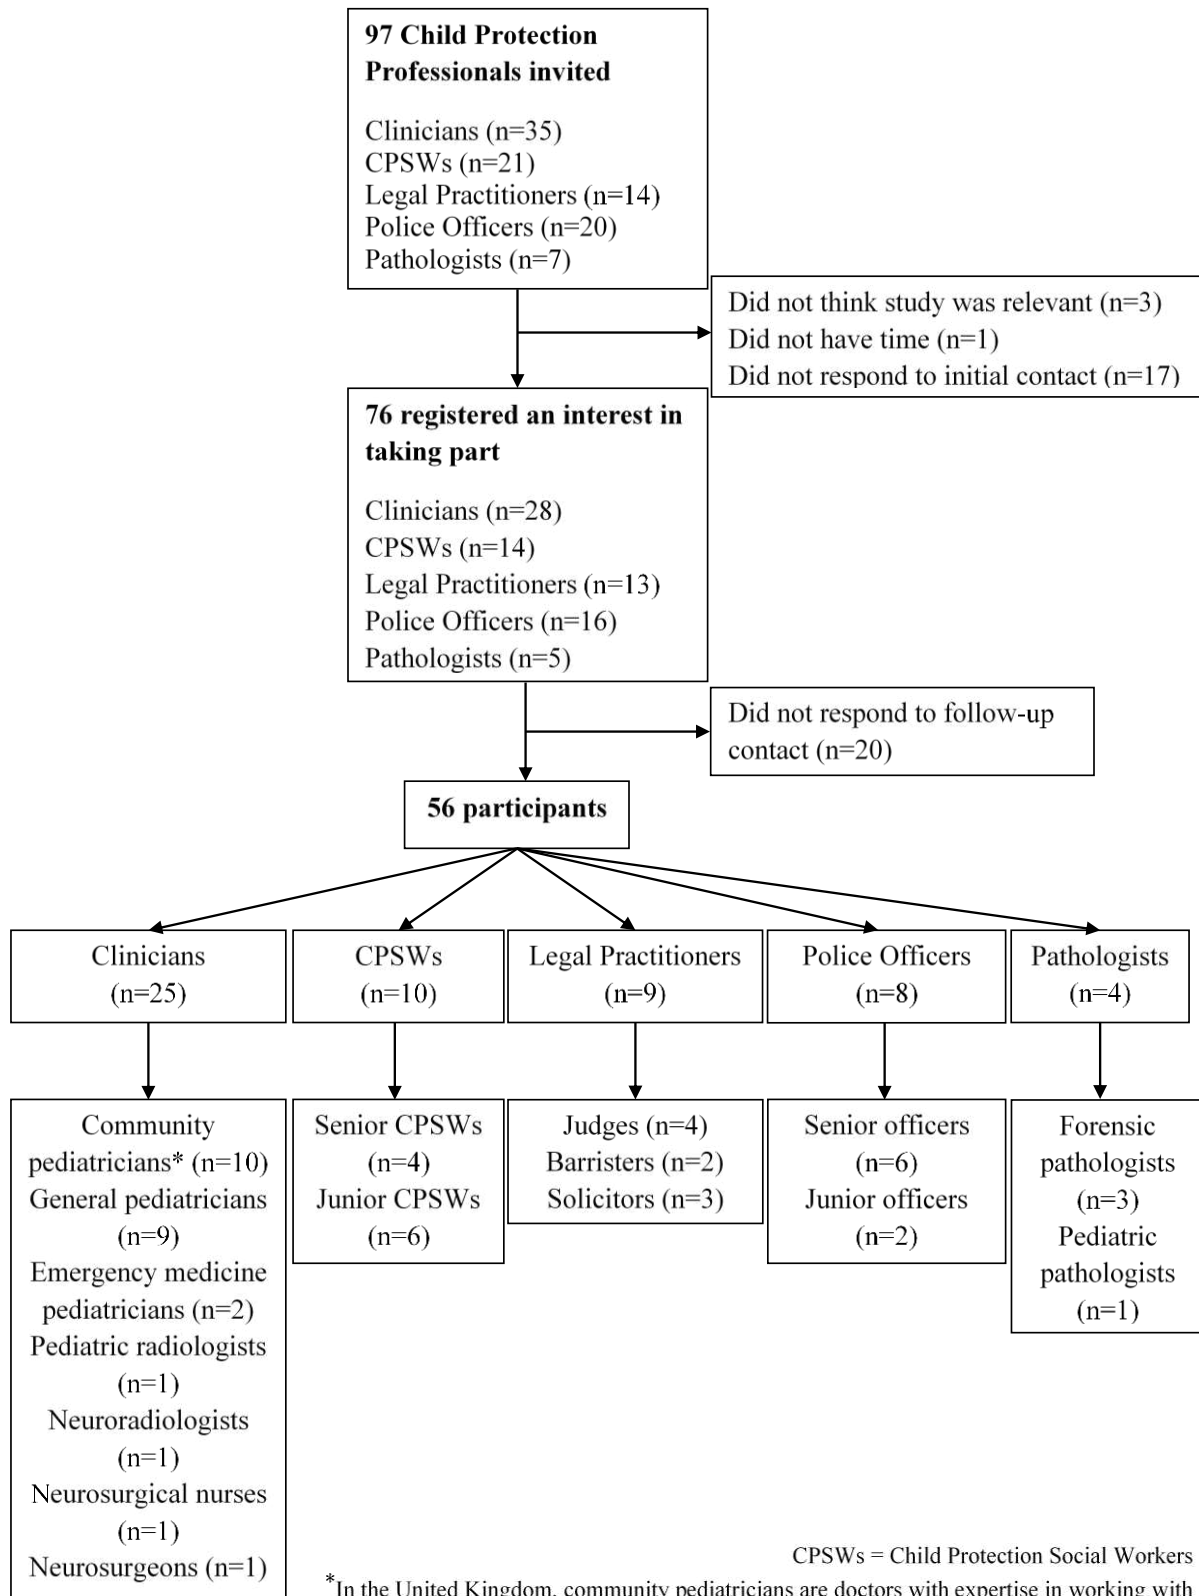 97 Child Protection
Professionals invited
Clinicians (n=35)
CPSWs (n=21)
Legal Practitioners (n=14)
Police Officers (n=20)
Pathologists (n=7)
Did not think study was relevant (n=3)
Did not have time (n=1)
Did not respond to initial contact (n=17)
76 registered an interest in
taking part
Clinicians (n=28)
CPSWs (n=14)
Legal Practitioners (n=13)
Police Officers (n=16)
Pathologists (n=5)
Did not respond to follow-up
contact (n=20)
56 participants
Clinicians
(n=25)
CPSWs
(n=10)
Legal Practitioners
(n=9)
Police Officers
(n=8)
Pathologists
(n=4)
Community
pediatricians* (n=10)
General pediatricians
(n=9)
Emergency medicine
pediatricians (n=2)
Pediatric radiologists
(n=1)
Neuroradiologists
(n=1)
Neurosurgical nurses
(n=1)
Neurosurgeons (n=1)
Senior CPSWs
(n=4)
Junior CPSWs
(n=6)
Judges (n=4)
Barristers (n=2)
Solicitors (n=3)
Senior officers
(n=6)
Junior officers
(n=2)
Forensic
pathologists
(n=3)
Pediatric
pathologists
(n=1)
CPSWs = Child Protection Social Workers
*In the United Kingdom, community pediatricians are doctors with expertise in working with